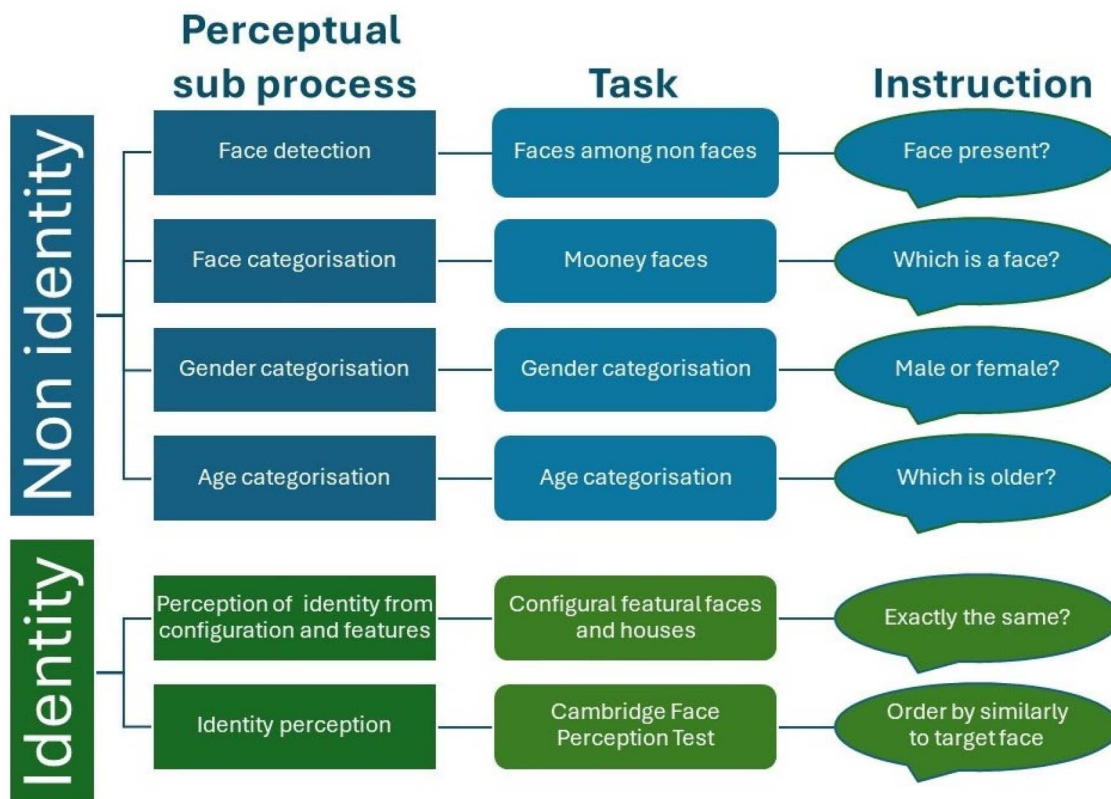 Perceptual
sub process
Task
Instruction
Non identity
Face detection
Faces among non faces
Face present?
Face categorisation
Mooney faces
Which is a face?
Gender categorisation
Gender categorisation
Male or female?
Age categorisation
Age categorisation
Which is older?
Identity
Perception of identity from
configuration and features
Configural featural faces
and houses
Exactly the same?
Identity perception
Cambridge Face
Perception Test
Order by similarly
to target face